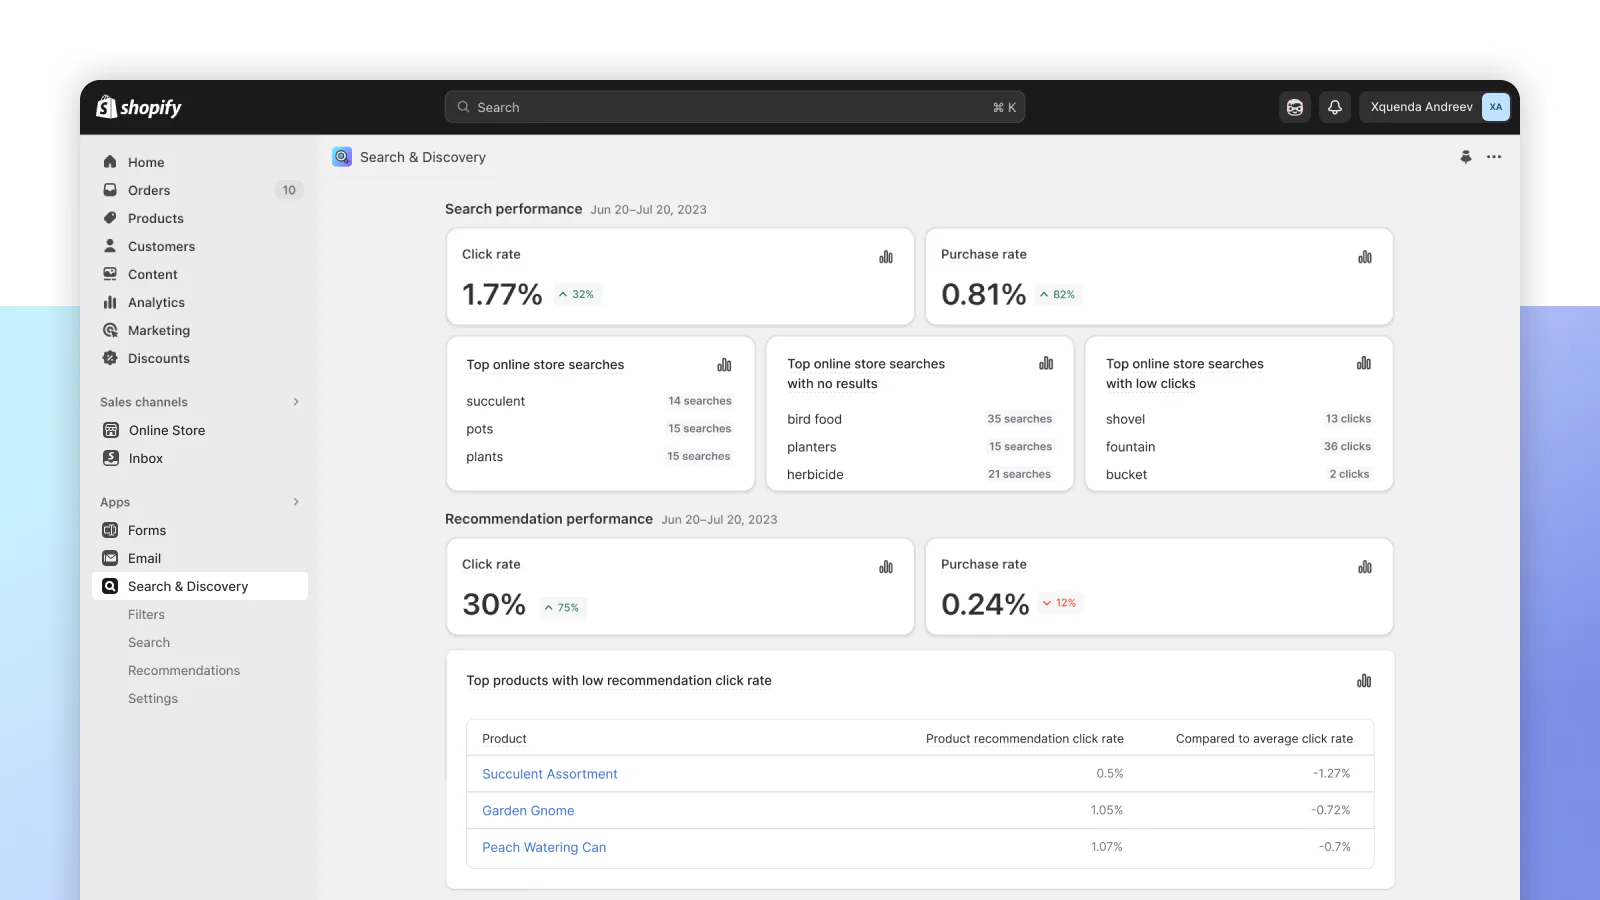 shopify
Search
⌘ K
Xquenda Andreev
XA
Home
Orders
10
Products
Customers
Content
Analytics
Marketing
Discounts
Sales channels
Online Store
Inbox
Apps
Forms
Email
Search & Discovery
Filters
Search
Recommendations
Settings
Search & Discovery
Search performance Jun 20–Jul 20, 2023
Click rate
1.77% 32%
Purchase rate
0.81% 82%
Top online store searches
succulent 14 searches
pots 15 searches
plants 15 searches
Top online store searches
with no results
bird food 35 searches
planters 15 searches
herbicide 21 searches
Top online store searches
with low clicks
shovel 13 clicks
fountain 36 clicks
bucket 2 clicks
Recommendation performance Jun 20–Jul 20, 2023
Click rate
30% 75%
Purchase rate
0.24% 12%
Top products with low recommendation click rate
Product Product recommendation click rate Compared to average click rate
Succulent Assortment 0.5% -1.27%
Garden Gnome 1.05% -0.72%
Peach Watering Can 1.07% -0.7%